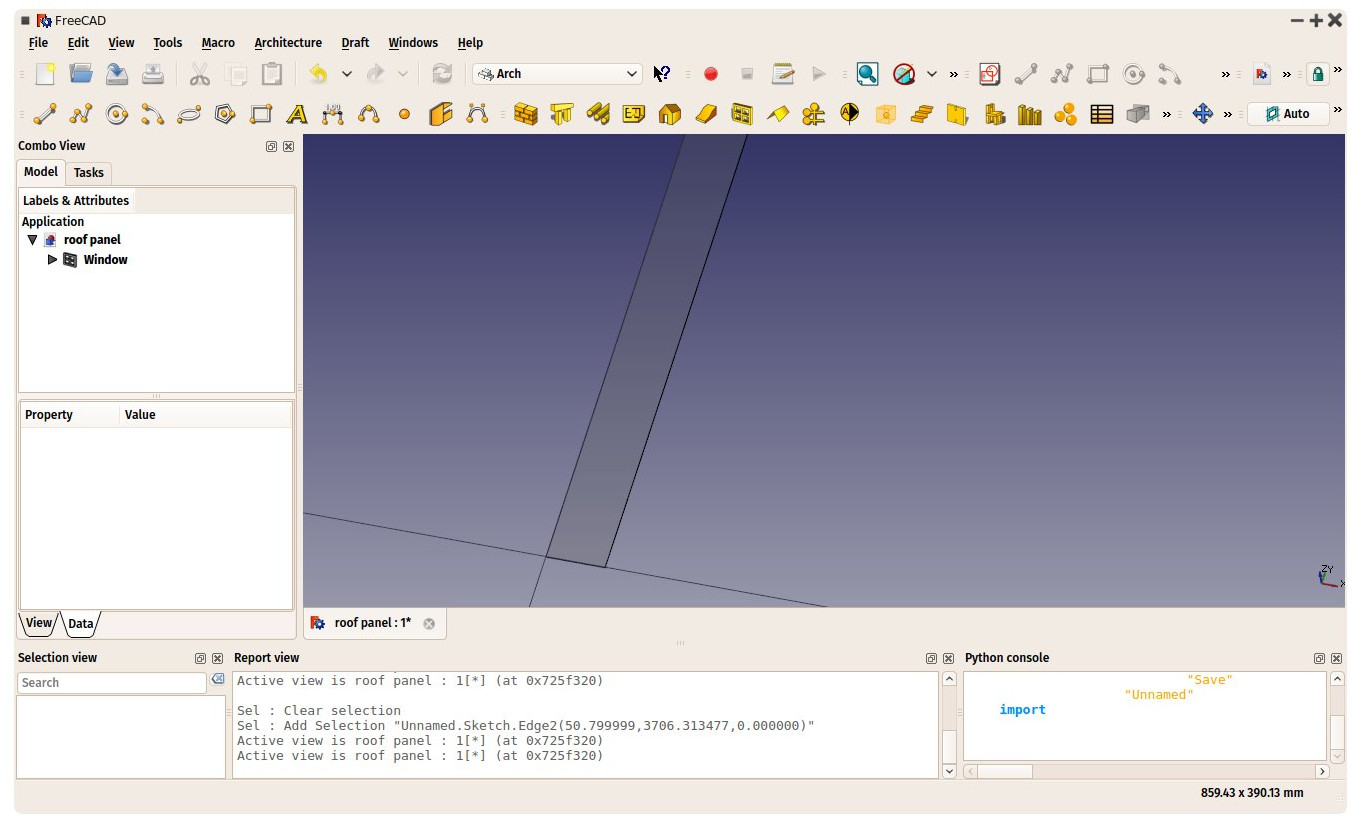 FreeCAD
File Edit View Tools Macro Architecture Draft Windows Help
Arch
Auto
Combo View
Model Tasks
Labels & Attributes
Application
roof panel
Window
Property Value
View Data
roof panel : 1*
ZY
X
Selection view
Search
Report view
Active view is roof panel : 1[*] (at 0x725f320)
Sel : Clear selection
Sel : Add Selection "Unnamed.Sketch.Edge2(50.799999,3706.313477,0.000000)"
Active view is roof panel : 1[*] (at 0x725f320)
Active view is roof panel : 1[*] (at 0x725f320)
Python console
"Save"
"Unnamed"
import
859.43 x 390.13 mm